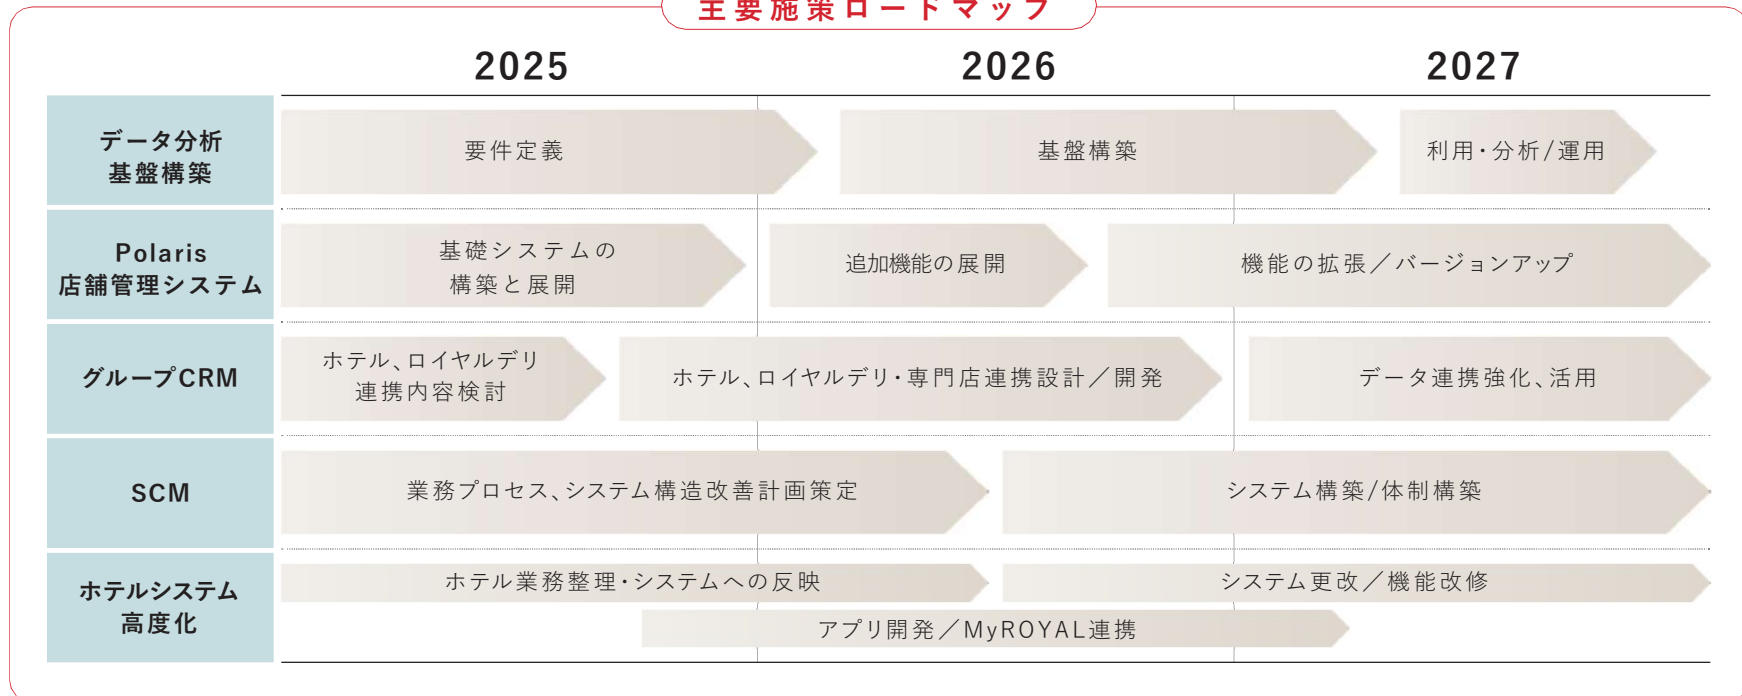 主要施策ロードマップ
2025 2026 2027
データ分析
基盤構築
要件定義
基盤構築
利用・分析/運用
Polaris
店舗管理システム
基礎システムの
構築と展開
追加機能の展開
機能の拡張／バージョンアップ
グループCRM
ホテル、ロイヤルデリ
連携内容検討
ホテル、ロイヤルデリ・専門店連携設計／開発
データ連携強化、活用
SCM
業務プロセス、システム構造改善計画策定
システム構築/体制構築
ホテルシステム
高度化
ホテル業務整理・システムへの反映
システム更改／機能改修
アプリ開発／MyROYAL連携